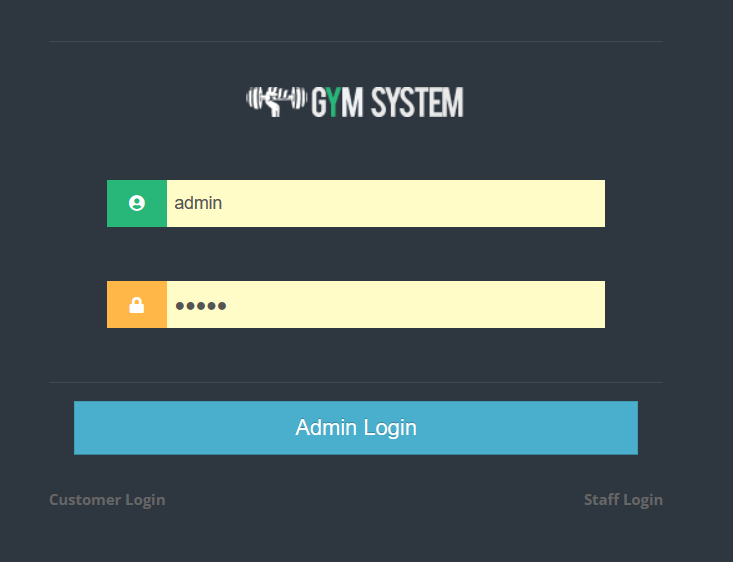 GYM SYSTEM
admin
•••••
Admin Login
Customer Login
Staff Login